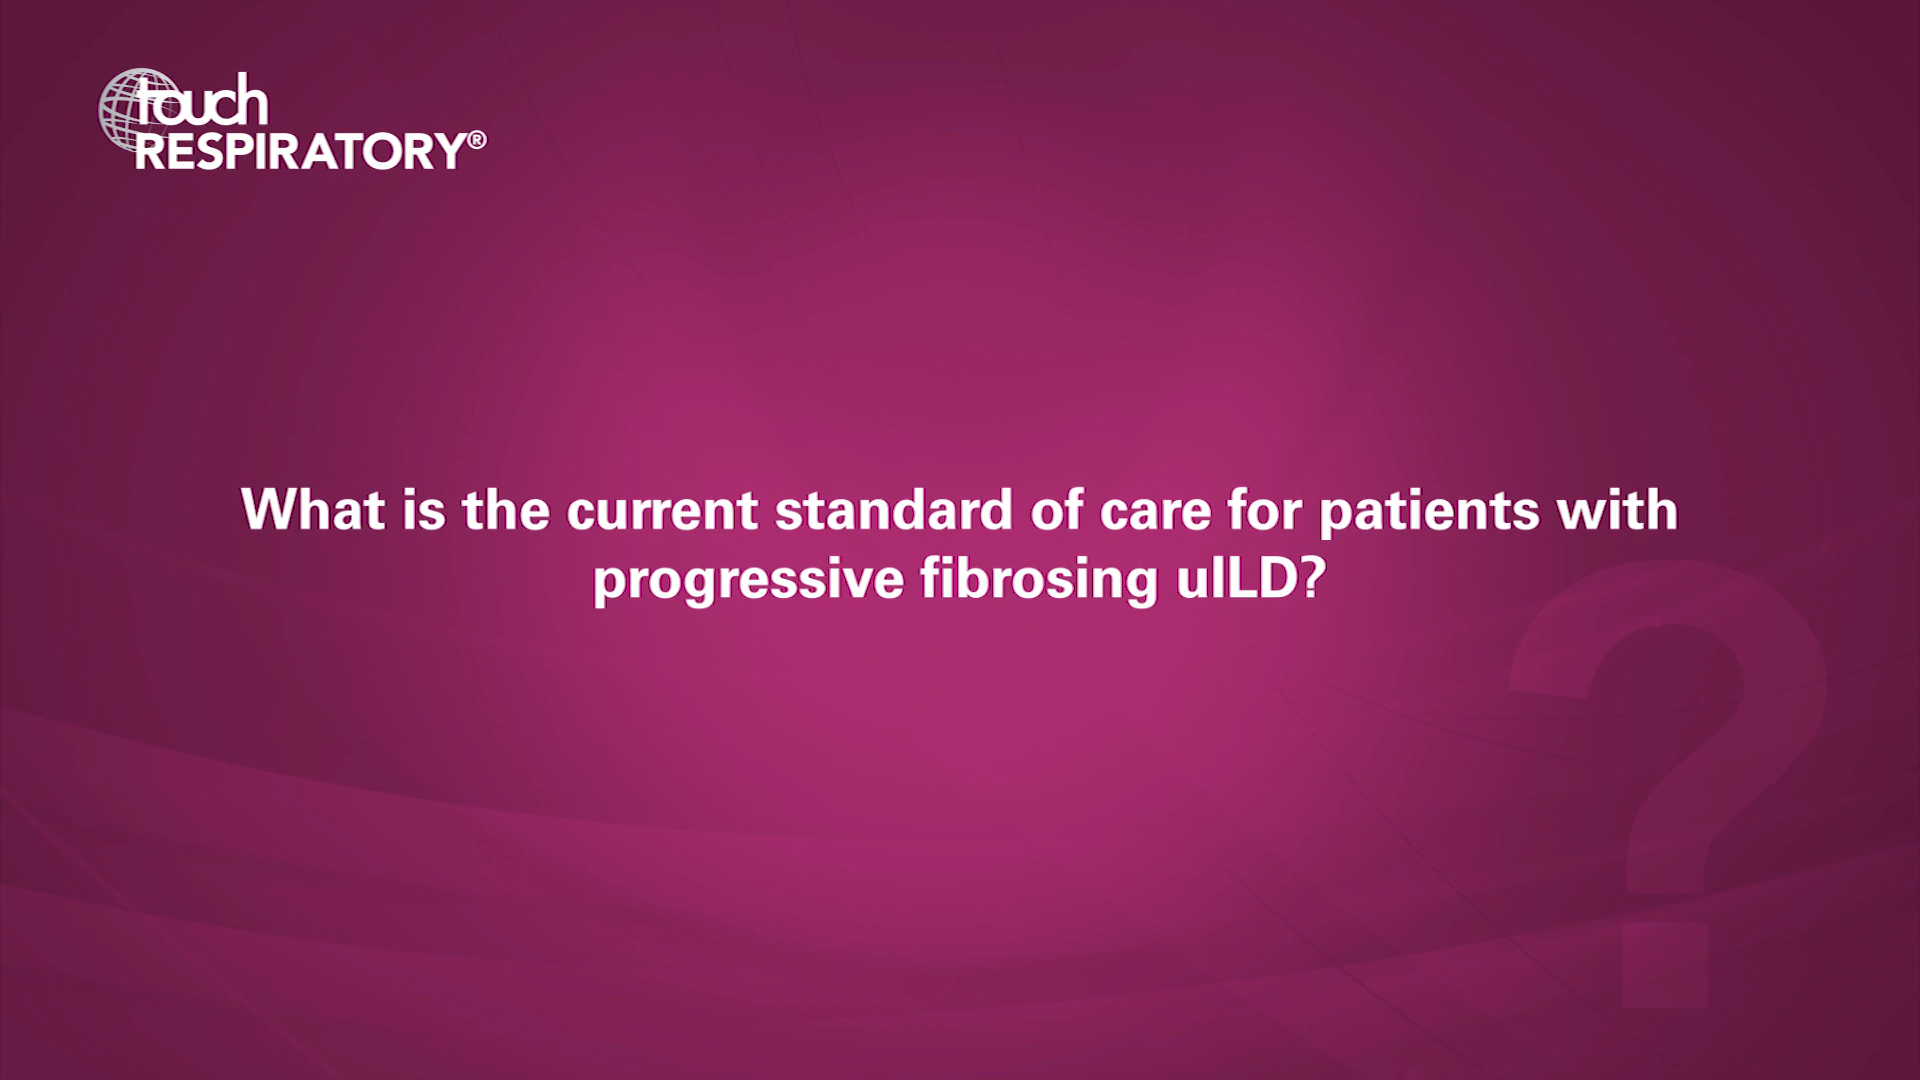 touch
RESPIRATORY®
What is the current standard of care for patients with
progressive fibrosing uILD?
?